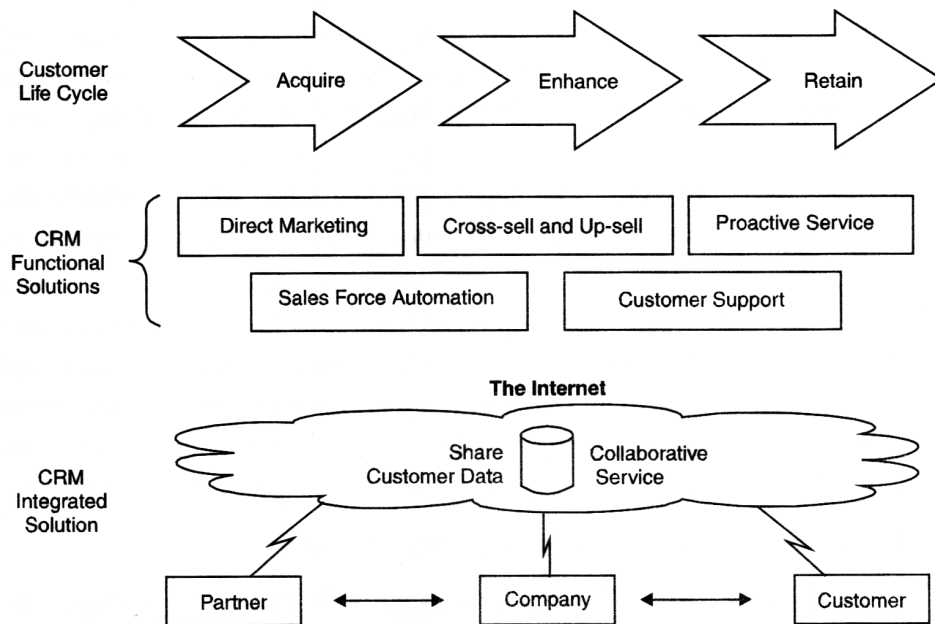 Customer
Life Cycle
Acquire
Enhance
Retain
CRM
Functional
Solutions
Direct Marketing
Cross-sell and Up-sell
Proactive Service
Sales Force Automation
Customer Support
The Internet
CRM
Integrated
Solution
Share
Customer Data
Collaborative
Service
Partner
Company
Customer